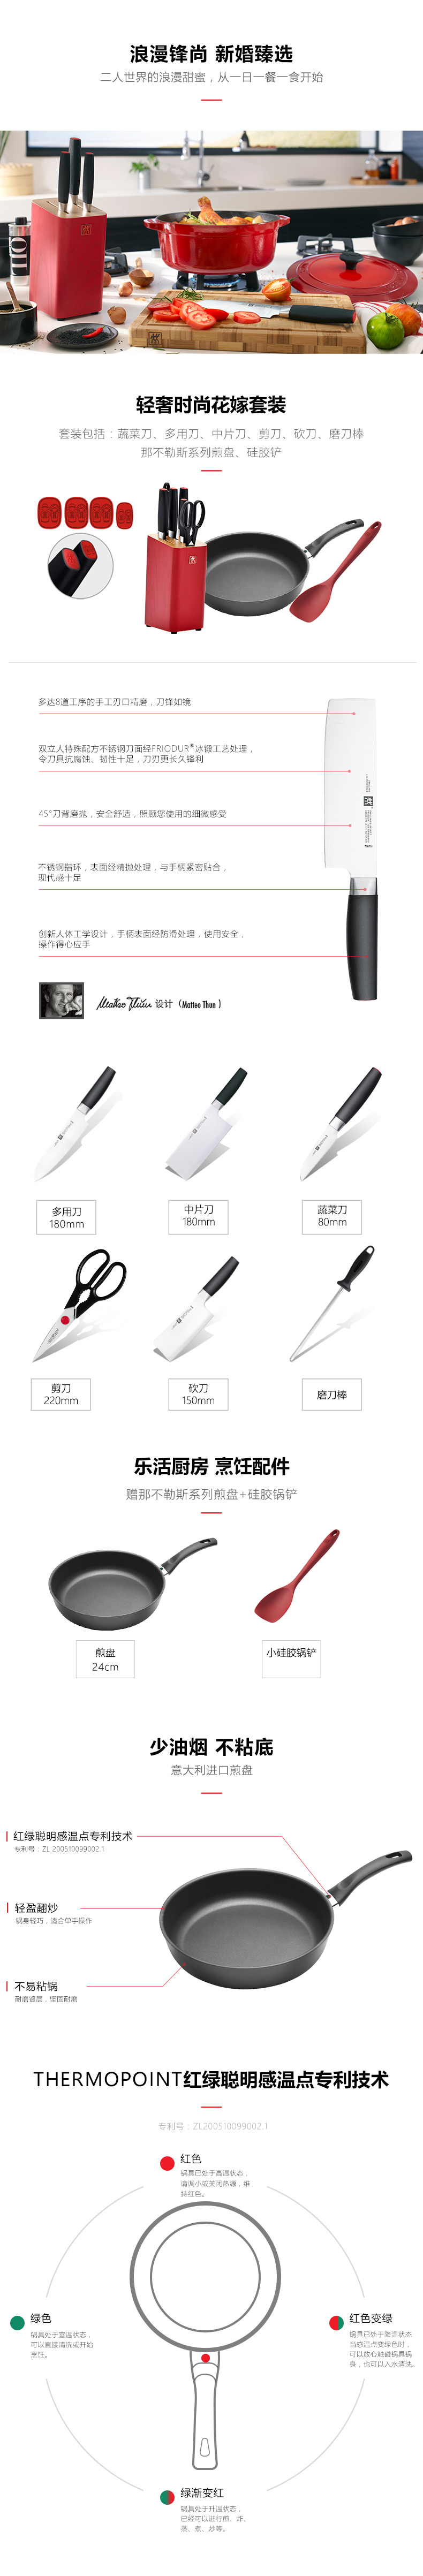 浪漫锋尚 新婚臻选
二人世界的浪漫甜蜜，从一日一餐一食开始
轻奢时尚花嫁套装
套装包括：蔬菜刀、多用刀、中片刀、剪刀、砍刀、磨刀棒
那不勒斯系列煎盘、硅胶铲
多达8道工序的手工刃口精磨，刀锋如镜
双立人特殊配方不锈钢刀面经FRIODUR®冰锻工艺处理，
令刀具抗腐蚀、韧性十足，刀刃更长久锋利
45°刀背磨抛，安全舒适，照顾您使用的细微感受
不锈钢指环，表面经精抛处理，与手柄紧密贴合，
现代感十足
创新人体工学设计，手柄表面经防滑处理，使用安全，
操作得心应手
Matteo Thun 设计（Matteo Thun）
多用刀
180mm
中片刀
180mm
蔬菜刀
80mm
剪刀
220mm
砍刀
150mm
磨刀棒
乐活厨房 烹饪配件
赠那不勒斯系列煎盘+硅胶锅铲
煎盘
24cm
小硅胶锅铲
少油烟 不粘底
意大利进口煎盘
红绿聪明感温点专利技术
专利号：ZL 200510099002.1
轻盈翻炒
锅身轻巧，适合单手操作
不易粘锅
耐磨镀层，坚固耐磨
THERMOPOINT红绿聪明感温点专利技术
专利号：ZL200510099002.1
红色
锅具已处于高温状态，
请调小或关闭热源，维
持红色。
绿色
锅具处于室温状态，
可以直接清洗或开始
烹饪。
红色变绿
锅具已处于降温状态
当感温点变绿色时，
可以放心触碰锅具锅
身，也可以入水清洗。
绿渐变红
锅具处于升温状态，
已经可以进行煎、炸、
蒸、煮、炒等。